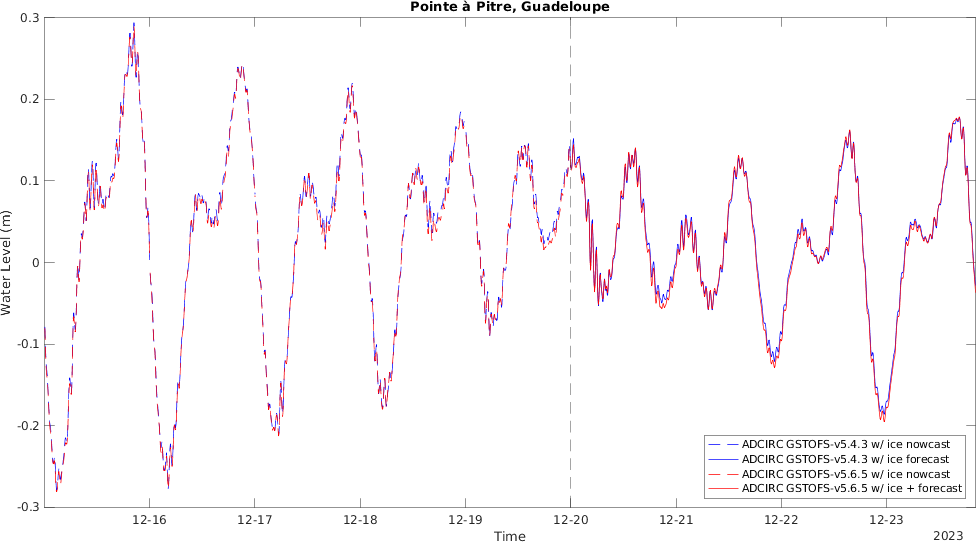 Pointe à Pitre, Guadeloupe
0.3
0.2
0.1
0
-0.1
-0.2
-0.3
Water Level (m)
12-16 12-17 12-18 12-19 12-20 12-21 12-22 12-23
Time
2023
ADCIRC GSTOFS-v5.4.3 w/ ice nowcast
ADCIRC GSTOFS-v5.4.3 w/ ice forecast
ADCIRC GSTOFS-v5.6.5 w/ ice nowcast
ADCIRC GSTOFS-v5.6.5 w/ ice + forecast